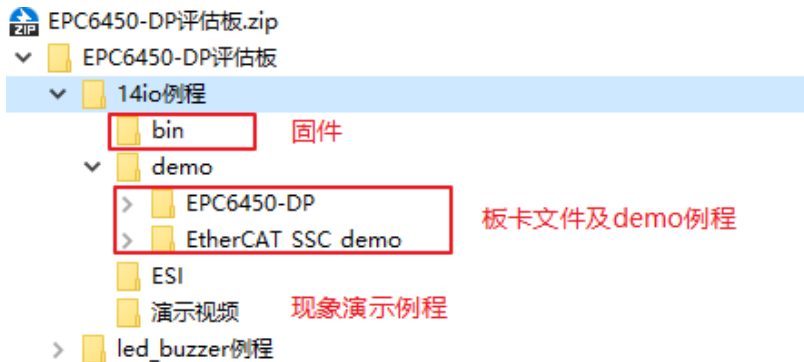 EPC6450-DP评估板.zip
EPC6450-DP评估板
14io例程
bin 固件
demo
EPC6450-DP
板卡文件及demo例程
EtherCAT_SSC_demo
ESI
演示视频 现象演示例程
led_buzzer例程